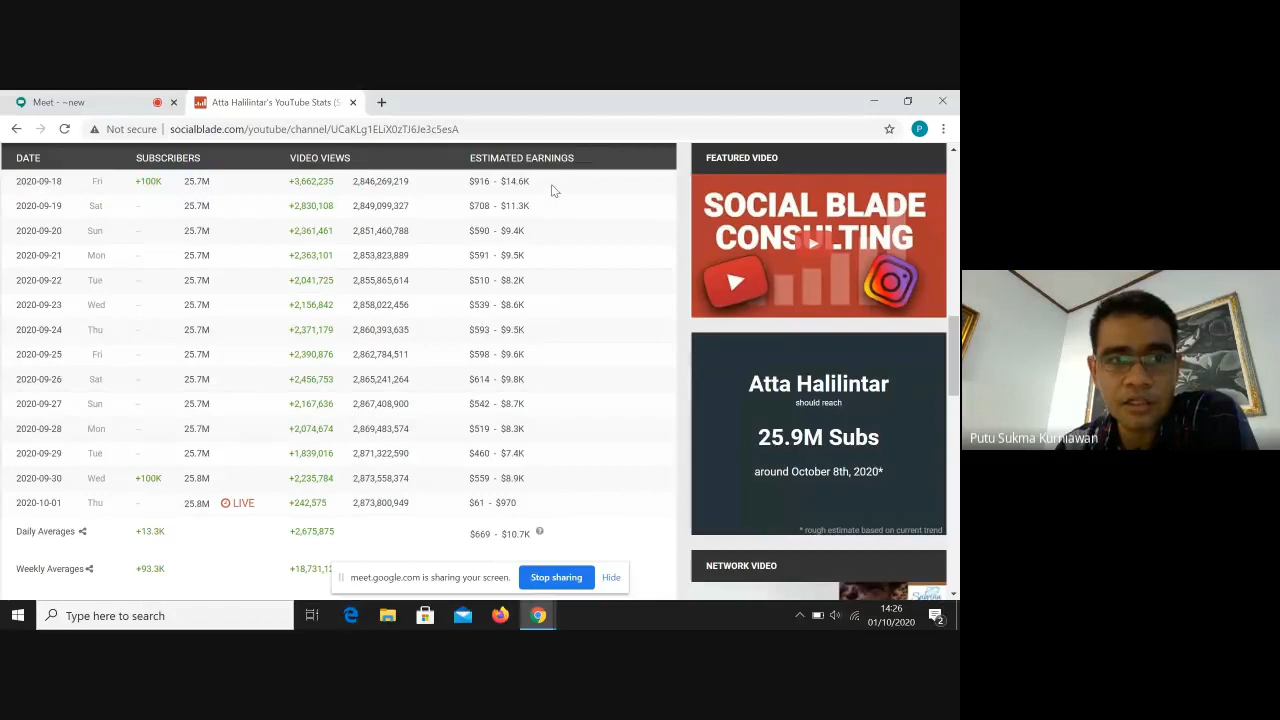 Meet - ~new
Atta Halilintar's YouTube Stats (S
Not secure socialblade.com/youtube/channel/UCaKLg1ELiX0zTJ6Je3c5esA
P
DATE SUBSCRIBERS VIDEO VIEWS ESTIMATED EARNINGS
2020-09-18 Fri +100K 25.7M +3,662,235 2,846,269,219 $916 - $14.6K
2020-09-19 Sat -- 25.7M +2,830,108 2,849,099,327 $708 - $11.3K
2020-09-20 Sun -- 25.7M +2,361,461 2,851,460,788 $590 - $9.4K
2020-09-21 Mon -- 25.7M +2,363,101 2,853,823,889 $591 - $9.5K
2020-09-22 Tue -- 25.7M +2,041,725 2,855,865,614 $510 - $8.2K
2020-09-23 Wed -- 25.7M +2,156,842 2,858,022,456 $539 - $8.6K
2020-09-24 Thu -- 25.7M +2,371,179 2,860,393,635 $593 - $9.5K
2020-09-25 Fri -- 25.7M +2,390,876 2,862,784,511 $598 - $9.6K
2020-09-26 Sat -- 25.7M +2,456,753 2,865,241,264 $614 - $9.8K
2020-09-27 Sun -- 25.7M +2,167,636 2,867,408,900 $542 - $8.7K
2020-09-28 Mon -- 25.7M +2,074,674 2,869,483,574 $519 - $8.3K
2020-09-29 Tue -- 25.7M +1,839,016 2,871,322,590 $460 - $7.4K
2020-09-30 Wed +100K 25.8M +2,235,784 2,873,558,374 $559 - $8.9K
2020-10-01 Thu -- 25.8M LIVE +242,575 2,873,800,949 $61 - $970
Daily Averages +13.3K +2,675,875 $669 - $10.7K
Weekly Averages +93.3K
meet.google.com is sharing your screen. Stop sharing Hide
FEATURED VIDEO
SOCIAL BLADE
CONSULTING
Atta Halilintar
should reach
25.9M Subs
around October 8th, 2020*
* rough estimate based on current trend
NETWORK VIDEO
Putu Sukma Kurniawan
Type here to search
14:26
01/10/2020
2